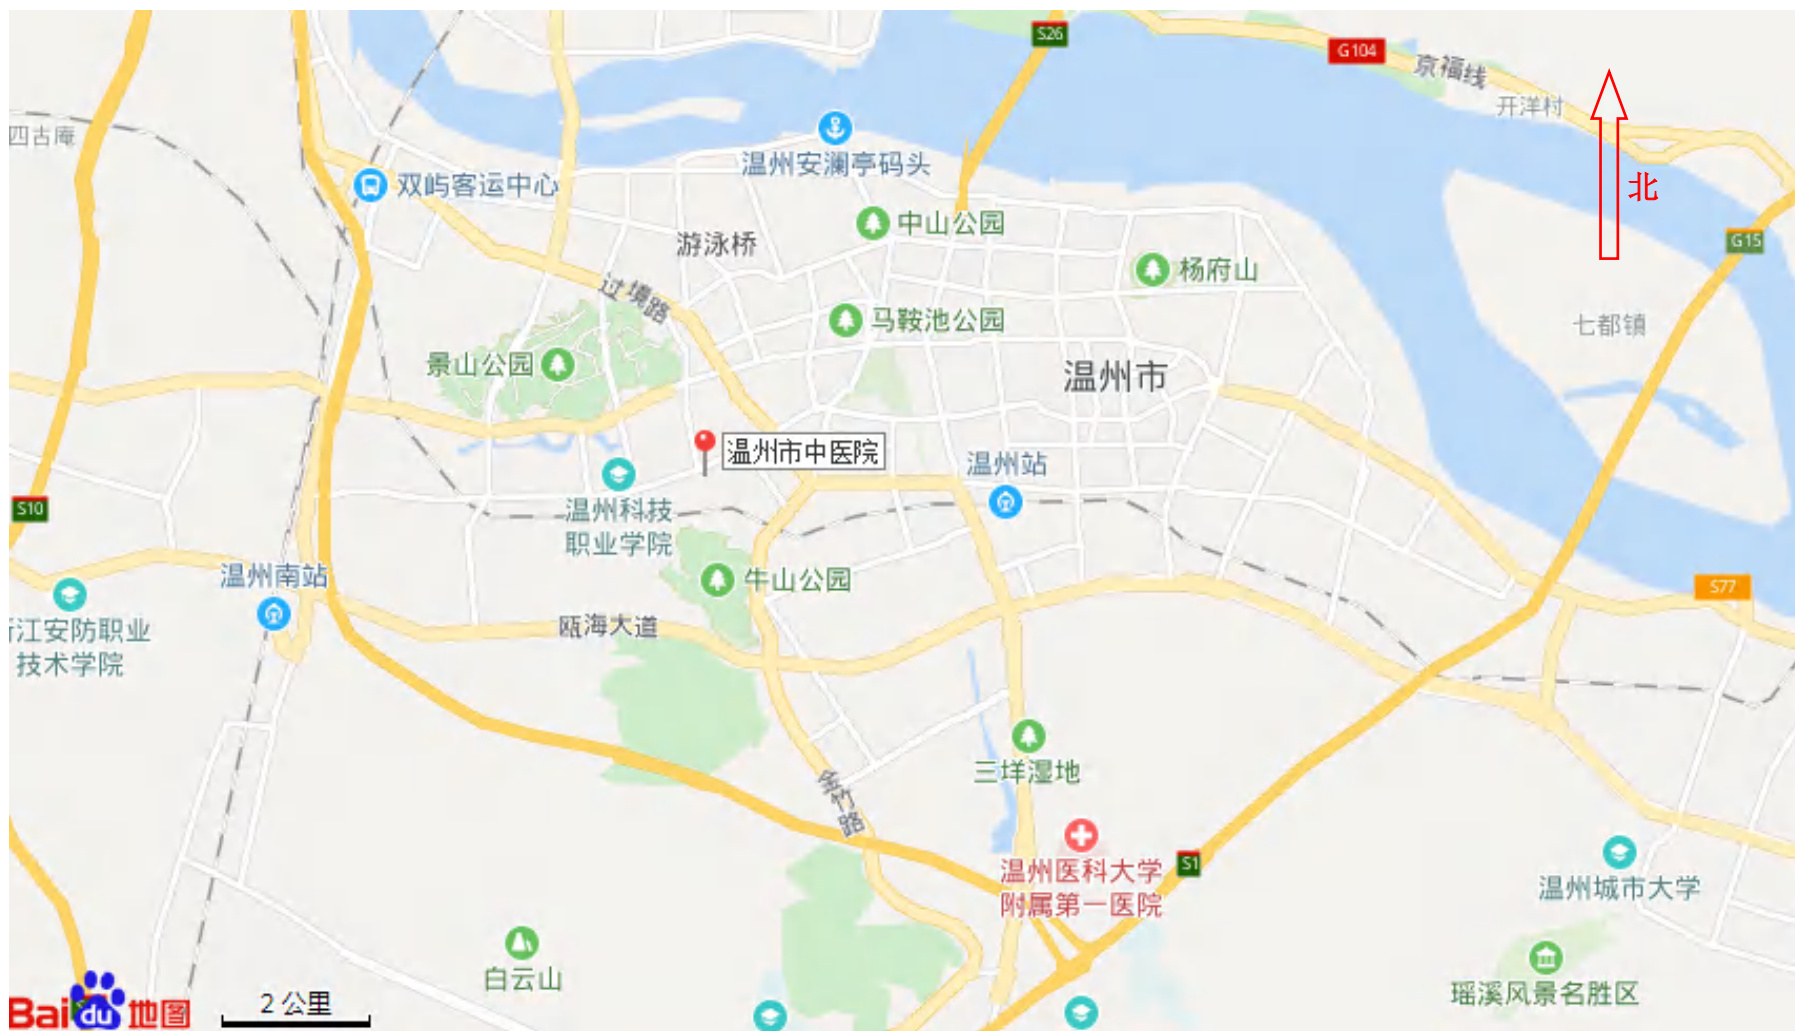 S26
G104
京福线
开洋村
四古庵
温州安澜亭码头
双屿客运中心
北
中山公园
游泳桥
G15
杨府山
过境路
马鞍池公园
七都镇
景山公园
温州市
温州市中医院
温州站
S10
温州科技
职业学院
温州南站
牛山公园
S77
江安防职业
技术学院
瓯海大道
三垟湿地
金竹路
温州医科大学
附属第一医院
S1
温州城市大学
白云山
瑶溪风景名胜区
Baidu地图
2 公里